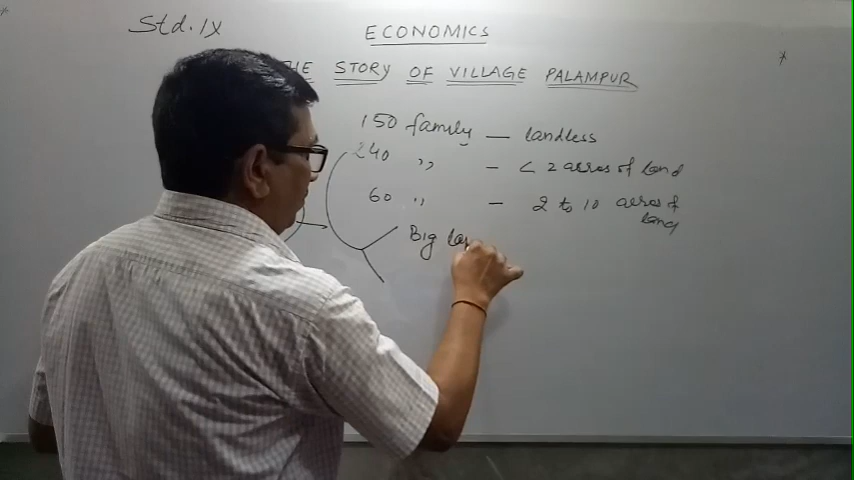 Std. IX
ECONOMICS
THE STORY OF VILLAGE PALAMPUR
150 family — landless
240 ,, - < 2 acres of land
60 ,, - 2 to 10 acres of
land
Big